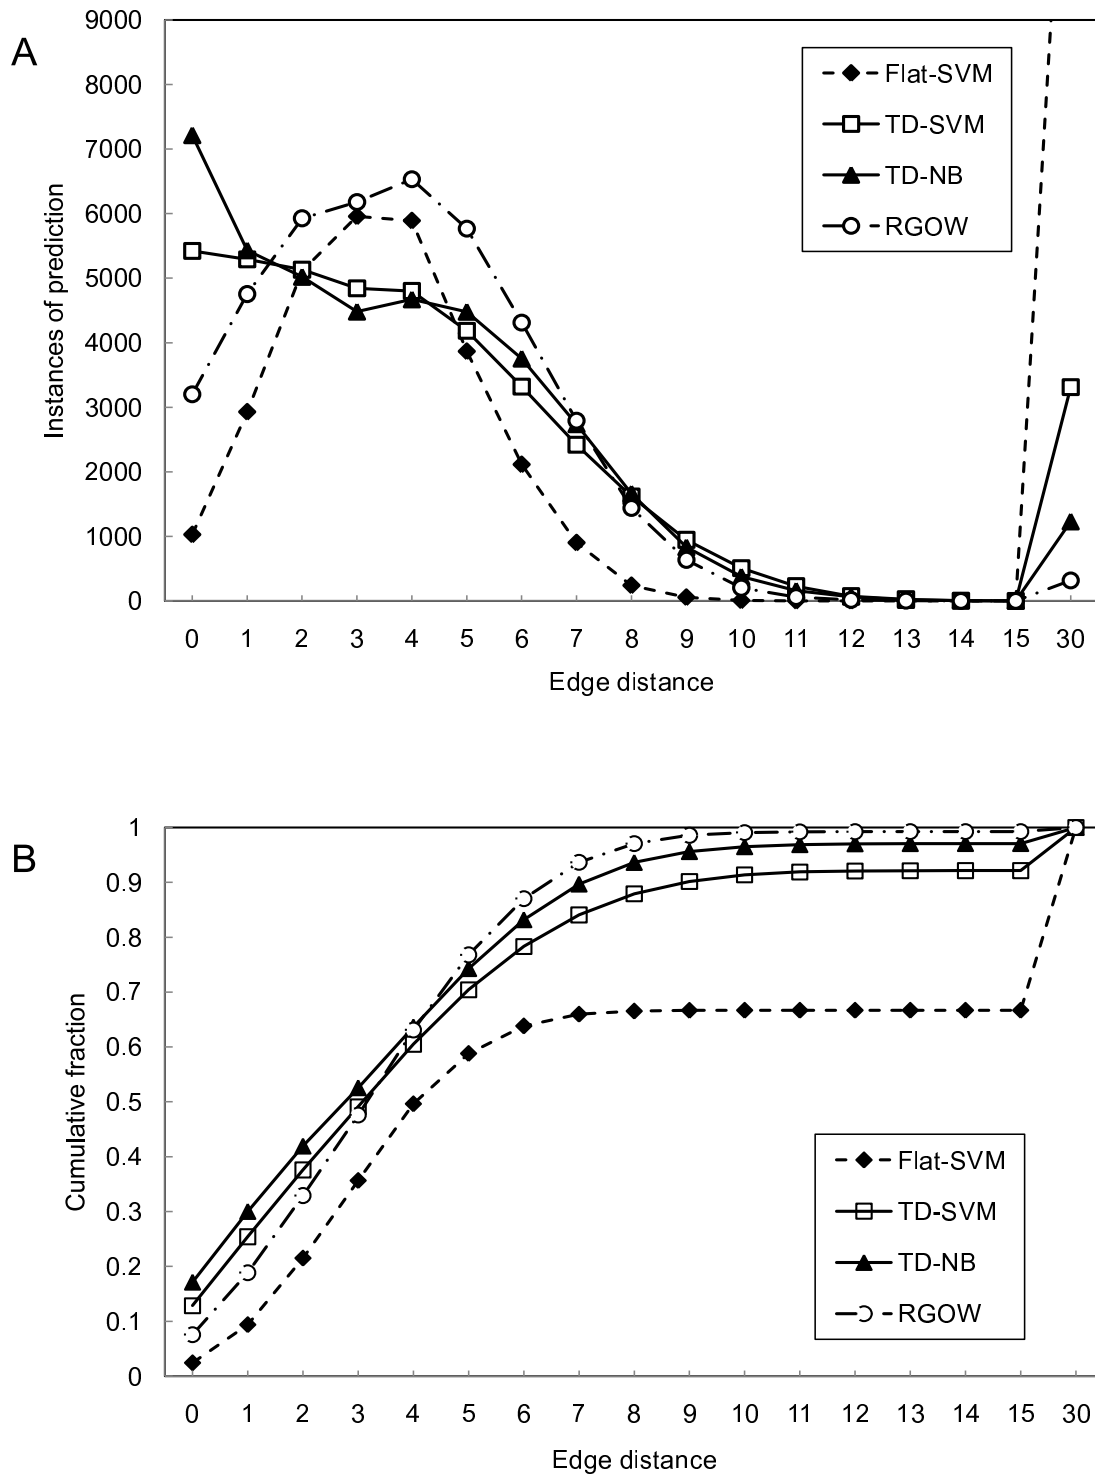 A
9000
8000
7000
6000
5000
4000
3000
2000
1000
0
Instances of prediction
Flat-SVM
TD-SVM
TD-NB
RGOW
0 1 2 3 4 5 6 7 8 9 10 11 12 13 14 15 30
Edge distance
B
1
0.9
0.8
0.7
0.6
0.5
0.4
0.3
0.2
0.1
0
Cumulative fraction
Flat-SVM
TD-SVM
TD-NB
RGOW
0 1 2 3 4 5 6 7 8 9 10 11 12 13 14 15 30
Edge distance